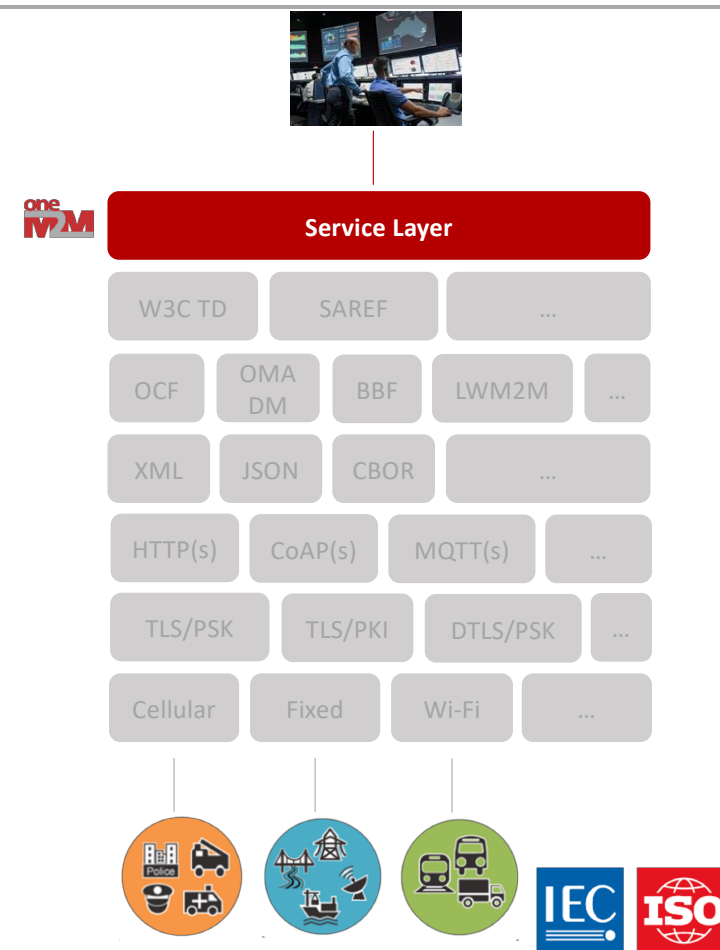 one
M2M
Service Layer
W3C TD
SAREF
...
OCF
OMA
DM
BBF
LWM2M
...
XML
JSON
CBOR
...
HTTP(s)
CoAP(s)
MQTT(s)
...
TLS/PSK
TLS/PKI
DTLS/PSK
...
Cellular
Fixed
Wi-Fi
...
Police
IEC
ISO